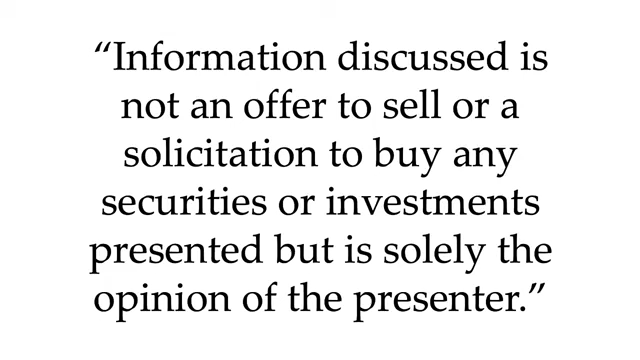 “Information discussed is
not an offer to sell or a
solicitation to buy any
securities or investments
presented but is solely the
opinion of the presenter.”